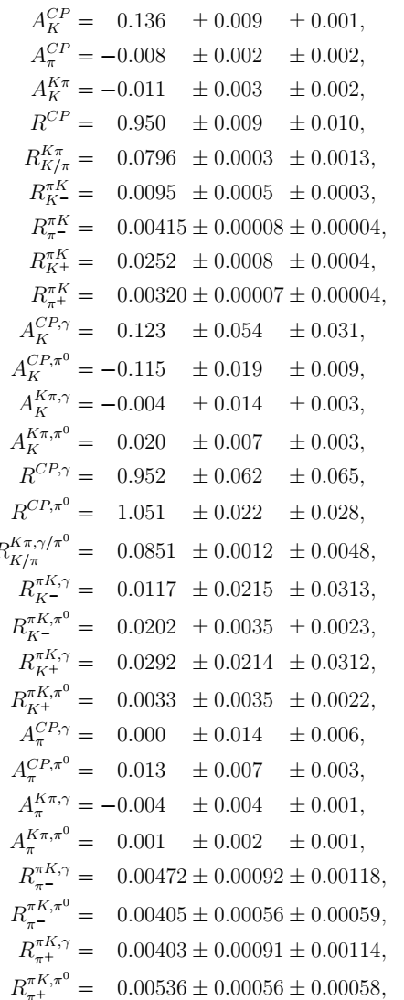 A_K^{CP} = 0.136 ± 0.009 ± 0.001,
A_π^{CP} = −0.008 ± 0.002 ± 0.002,
A_K^{Kπ} = −0.011 ± 0.003 ± 0.002,
R^{CP} = 0.950 ± 0.009 ± 0.010,
R_{K/π}^{Kπ} = 0.0796 ± 0.0003 ± 0.0013,
R_{K^−}^{πK} = 0.0095 ± 0.0005 ± 0.0003,
R_{π^−}^{πK} = 0.00415 ± 0.00008 ± 0.00004,
R_{K^+}^{πK} = 0.0252 ± 0.0008 ± 0.0004,
R_{π^+}^{πK} = 0.00320 ± 0.00007 ± 0.00004,
A_K^{CP,γ} = 0.123 ± 0.054 ± 0.031,
A_K^{CP,π^0} = −0.115 ± 0.019 ± 0.009,
A_K^{Kπ,γ} = −0.004 ± 0.014 ± 0.003,
A_K^{Kπ,π^0} = 0.020 ± 0.007 ± 0.003,
R^{CP,γ} = 0.952 ± 0.062 ± 0.065,
R^{CP,π^0} = 1.051 ± 0.022 ± 0.028,
R_{K/π}^{Kπ,γ/π^0} = 0.0851 ± 0.0012 ± 0.0048,
R_{K^−}^{πK,γ} = 0.0117 ± 0.0215 ± 0.0313,
R_{K^−}^{πK,π^0} = 0.0202 ± 0.0035 ± 0.0023,
R_{K^+}^{πK,γ} = 0.0292 ± 0.0214 ± 0.0312,
R_{K^+}^{πK,π^0} = 0.0033 ± 0.0035 ± 0.0022,
A_π^{CP,γ} = 0.000 ± 0.014 ± 0.006,
A_π^{CP,π^0} = 0.013 ± 0.007 ± 0.003,
A_π^{Kπ,γ} = −0.004 ± 0.004 ± 0.001,
A_π^{Kπ,π^0} = 0.001 ± 0.002 ± 0.001,
R_{π^−}^{πK,γ} = 0.00472 ± 0.00092 ± 0.00118,
R_{π^−}^{πK,π^0} = 0.00405 ± 0.00056 ± 0.00059,
R_{π^+}^{πK,γ} = 0.00403 ± 0.00091 ± 0.00114,
R_{π^+}^{πK,π^0} = 0.00536 ± 0.00056 ± 0.00058,